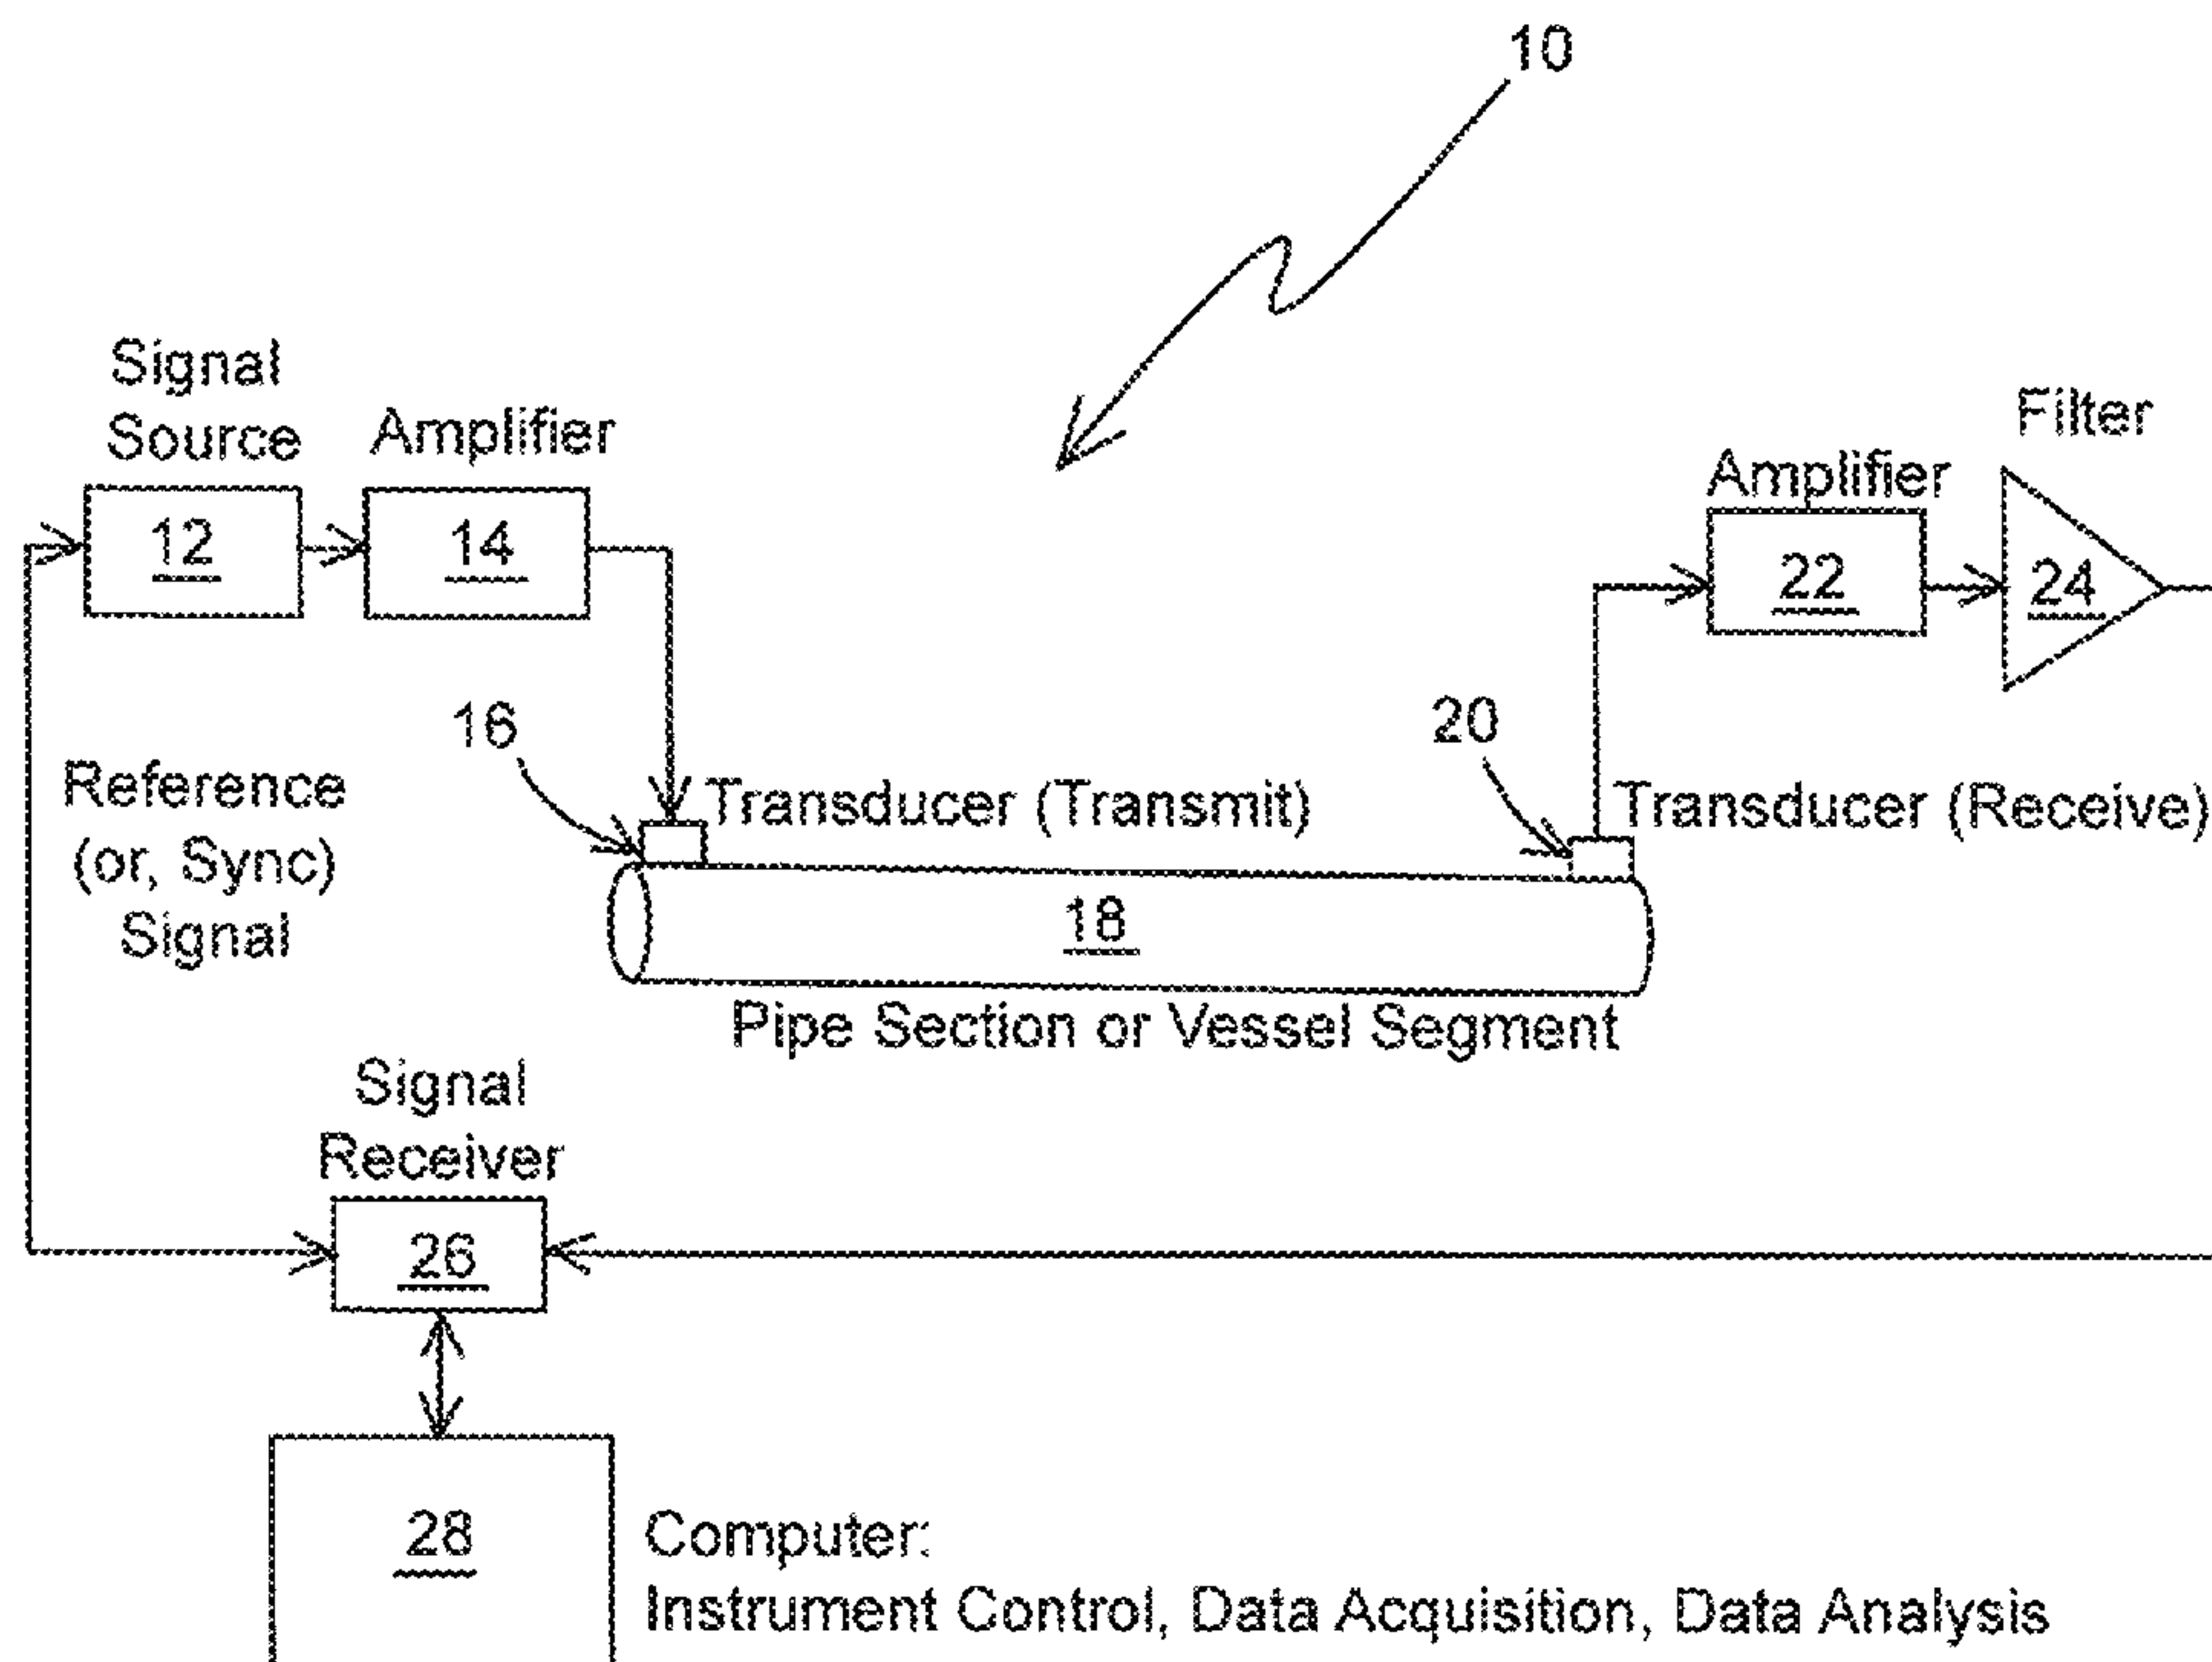 10
Signal
Source
Amplifier
Filter
Amplifier
12
14
22
24
16
20
Reference
(or, Sync)
Signal
Transducer (Transmit)
Transducer (Receive)
18
Pipe Section or Vessel Segment
Signal
Receiver
26
28
Computer:
Instrument Control, Data Acquisition, Data Analysis